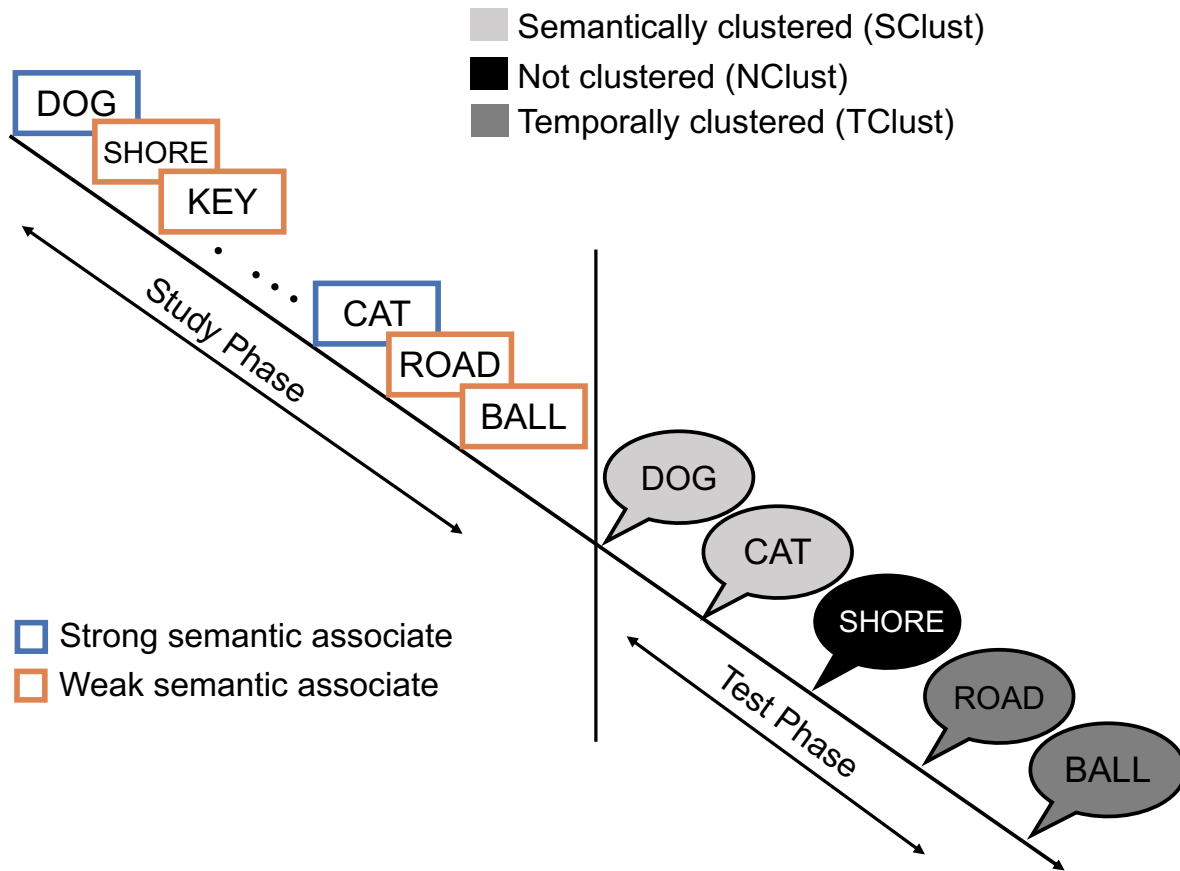 Semantically clustered (SClust)
Not clustered (NClust)
Temporally clustered (TClust)
DOG
SHORE
KEY
CAT
ROAD
BALL
Study Phase
DOG
CAT
SHORE
ROAD
BALL
Test Phase
Strong semantic associate
Weak semantic associate